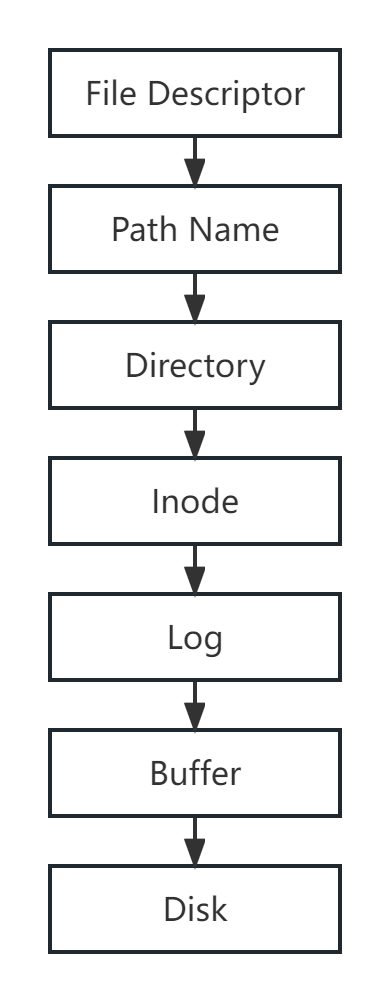 File Descriptor
Path Name
Directory
Inode
Log
Buffer
Disk